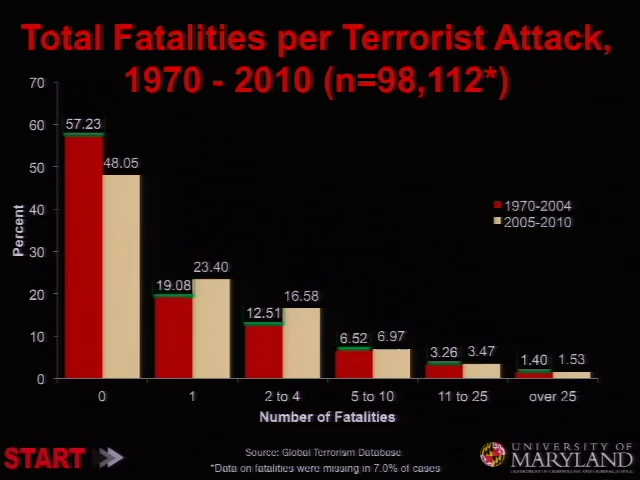 Total Fatalities per Terrorist Attack,
1970 - 2010 (n=98,112*)
70
60
50
40
30
20
10
0
Percent
57.23
48.05
19.08
23.40
12.51
16.58
6.52
6.97
3.26
3.47
1.40
1.53
1970-2004
2005-2010
0
1
2 to 4
5 to 10
11 to 25
over 25
Number of Fatalities
START
Source: Global Terrorism Database
*Data on fatalities were missing in 7.0% of cases
UNIVERSITY OF
MARYLAND